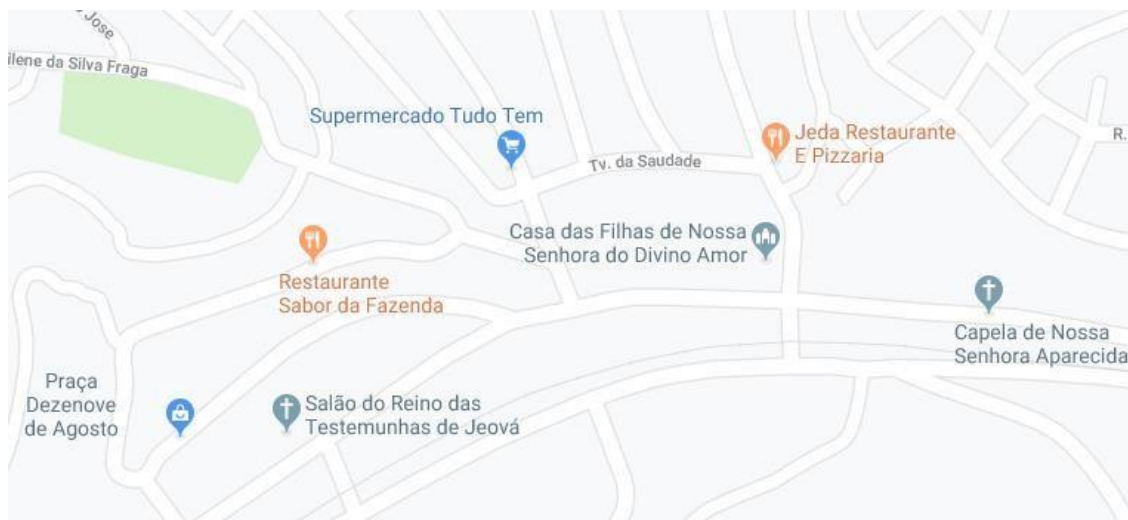 Jose
ilene da Silva Fraga
Supermercado Tudo Tem
Jeda Restaurante
E Pizzaria
R.
Tv. da Saudade
Casa das Filhas de Nossa
Senhora do Divino Amor
Restaurante
Sabor da Fazenda
Capela de Nossa
Senhora Aparecida
Praça
Dezenove
de Agosto
Salão do Reino das
Testemunhas de Jeová